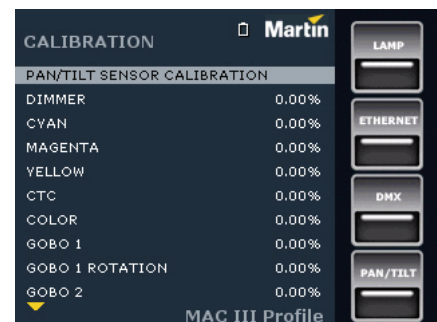 CALIBRATION
Martin
PAN/TILT SENSOR CALIBRATION
DIMMER 0.00%
CYAN 0.00%
MAGENTA 0.00%
YELLOW 0.00%
CTC 0.00%
COLOR 0.00%
GOBO 1 0.00%
GOBO 1 ROTATION 0.00%
GOBO 2 0.00%
MAC III Profile
LAMP
ETHERNET
DMX
PAN/TILT